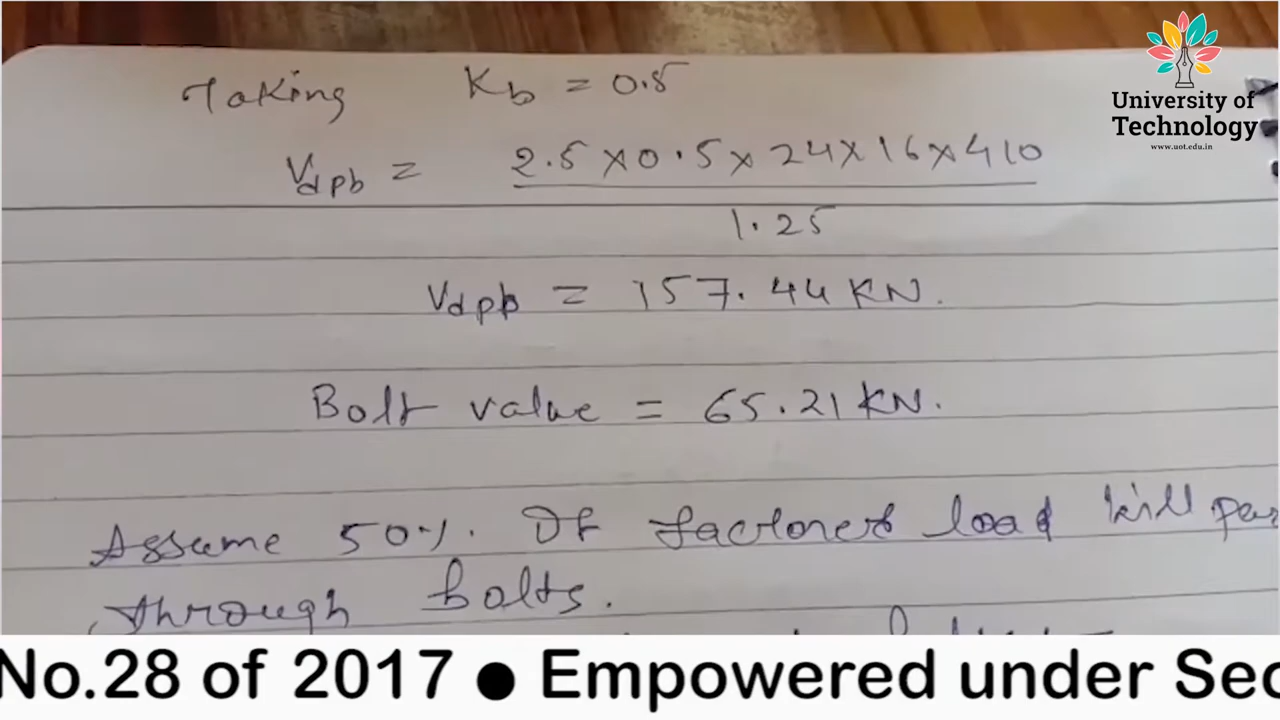 Taking Kb = 0.5
University of
Technology
www.uot.edu.in
Vdpb = 2.5 × 0.5 × 24 × 16 × 410
1.25
Vdpb = 157.44 KN.
Bolt value = 65.21 KN.
Assume 50%. Of factored load will
through bolts.
No.28 of 2017 ● Empowered under Sec